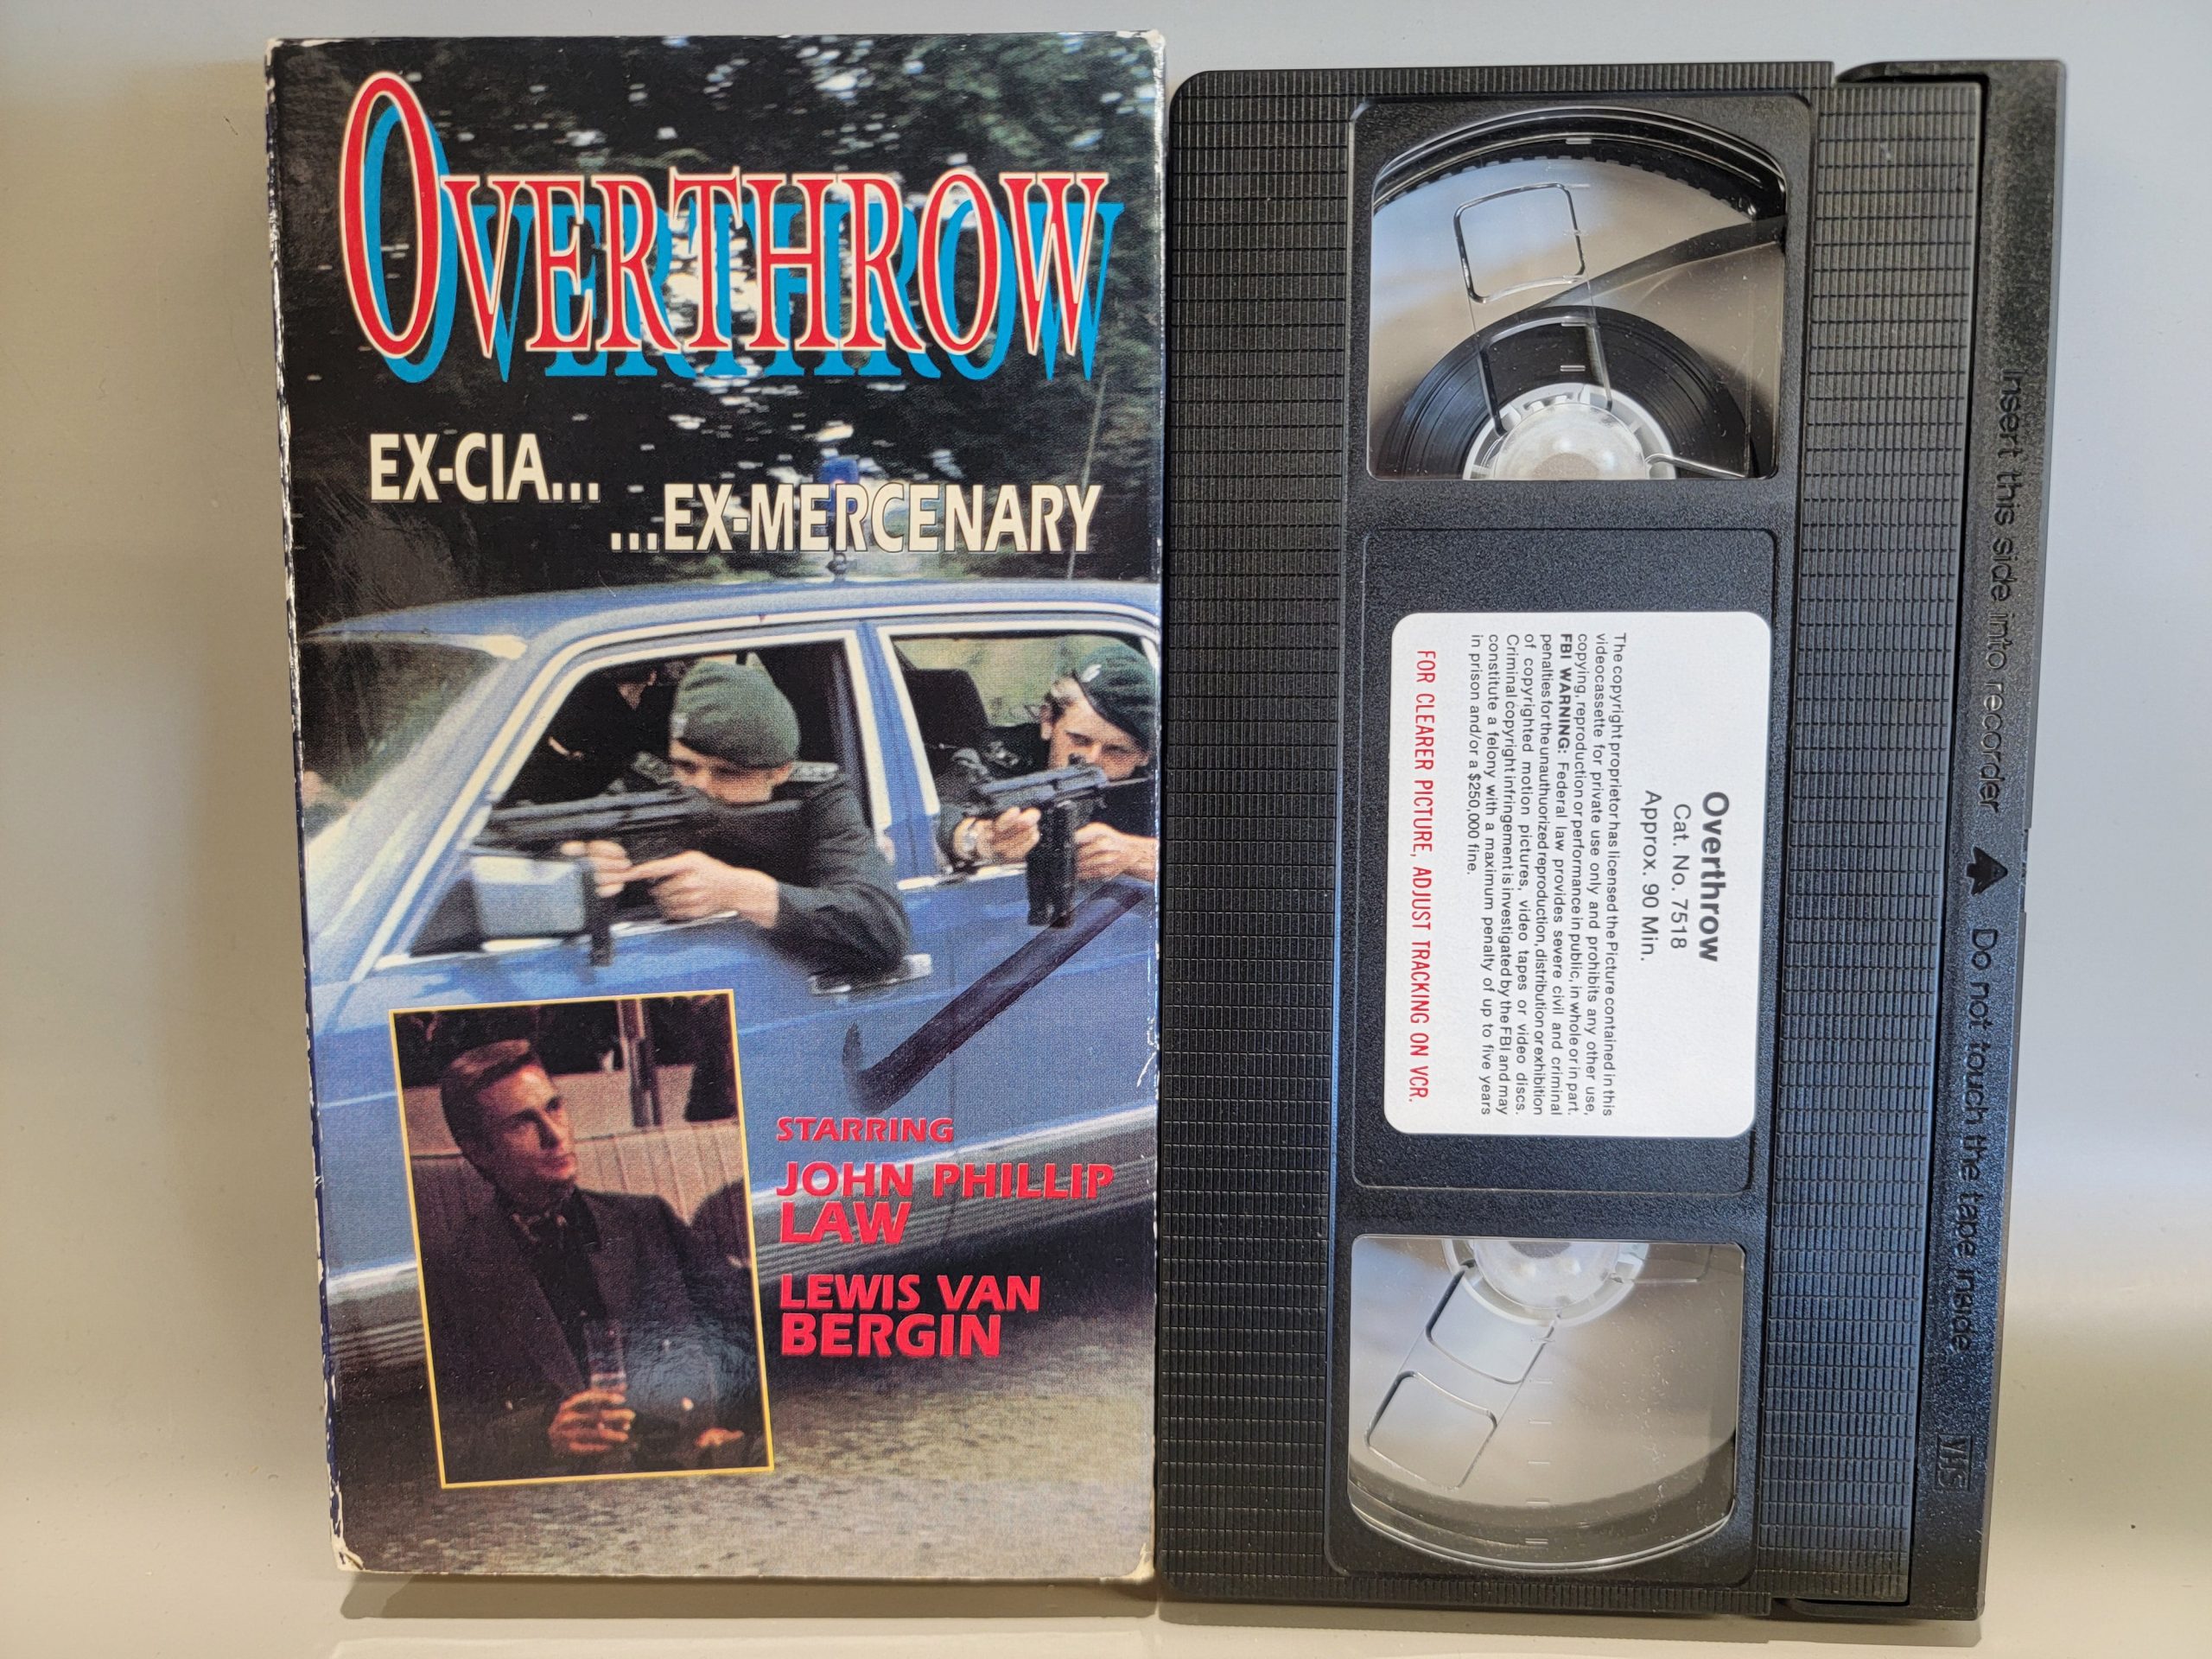 OVERTHROW
EX-CIA...
...EX-MERCENARY
STARRING
JOHN PHILLIP
LAW
LEWIS VAN
BERGIN
Overthrow
Cat. No. 7518
Approx. 90 Min.
The copyright proprietor has licensed the Picture contained in this
videocassette for private use only and prohibits any other use,
copying, reproduction or performance in public, in whole or in part.
FBI WARNING: Federal law provides severe civil and criminal
penalties for the unauthuorized reproduction, distribution or exhibition
of copyrighted motion pictures, video tapes or video discs.
Criminal copyright infringement is investigated by the FBI and may
constitute a felony with a maximum penalty of up to five years
in prison and/or a $250,000 fine.
FOR CLEARER PICTURE, ADJUST TRACKING ON VCR.
Insert this side into recorder Do not touch the tape inside
VHS